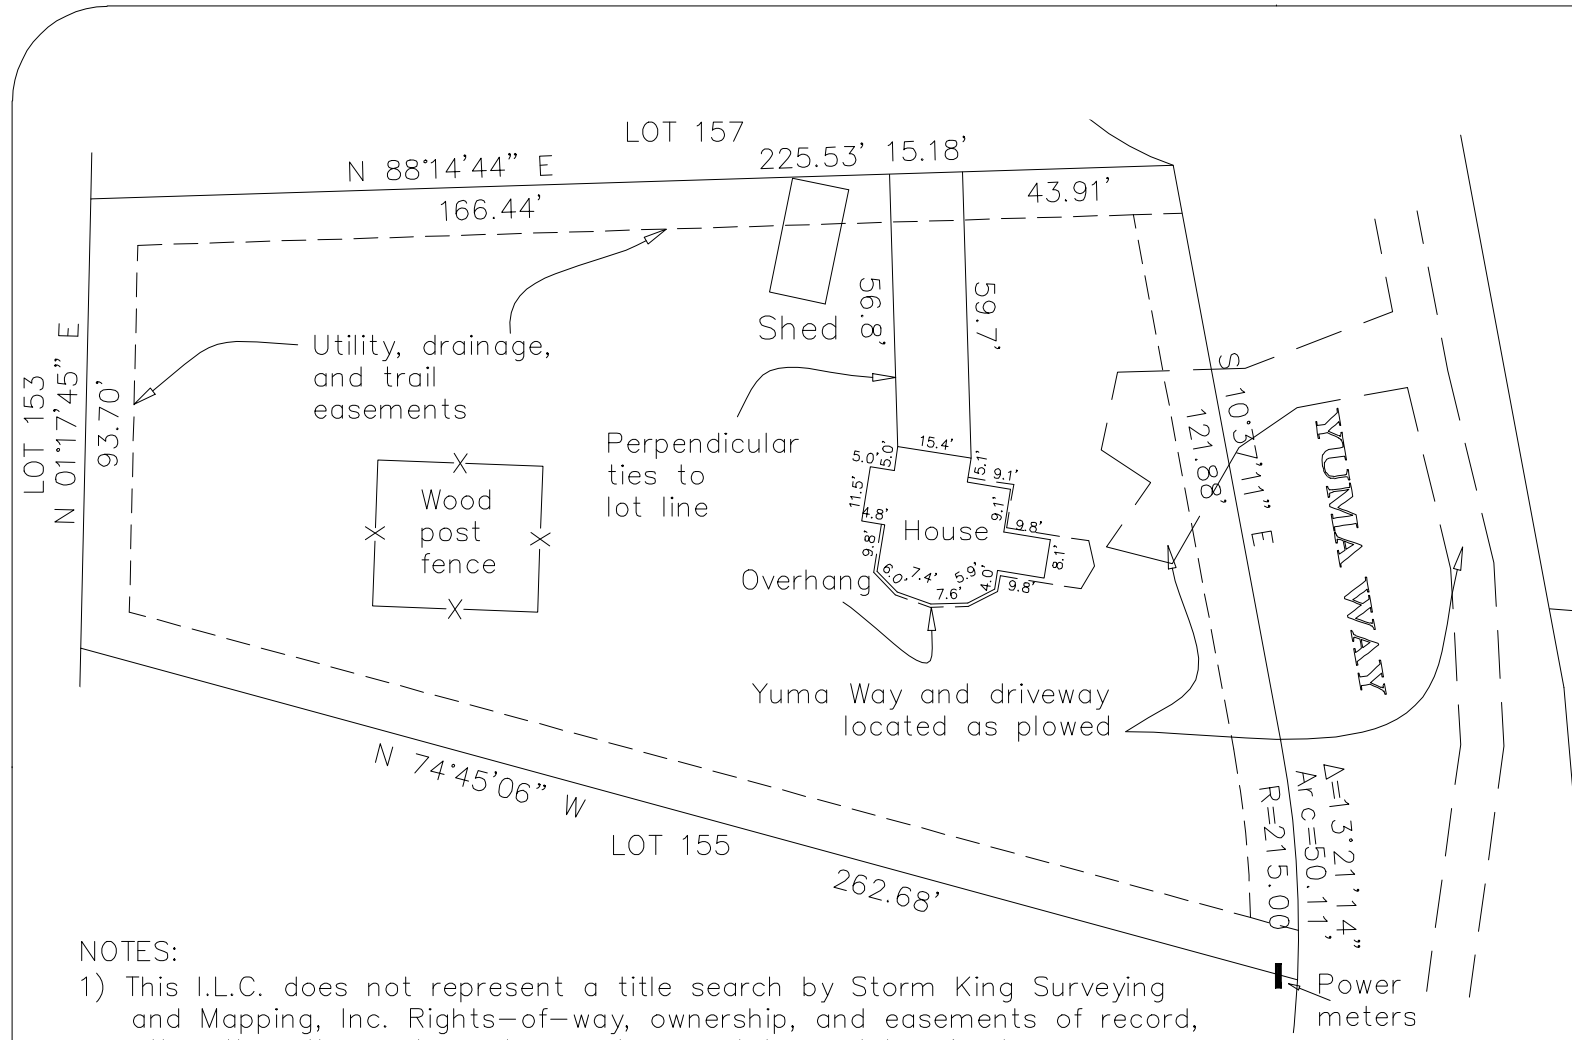 LOT 157
N 88°14'44" E
225.53'
15.18'
166.44'
43.91'
56.8'
59.7'
Shed
Utility, drainage,
and trail
easements
LOT 153
N 01°17'45" E
93.70'
S 10°37'11" E
121.88'
YUMA WAY
Perpendicular
ties to
lot line
15.4'
5.0'
5.0'
5.1'
9.1'
11.5'
9.1'
4.8'
9.8'
House
9.8'
8.1'
6.0'
7.4'
5.9'
4.0'
9.8'
7.6'
Wood
post
fence
X
X
X
X
Overhang
Yuma Way and driveway
located as plowed
N 74°45'06" W
LOT 155
262.68'
Δ=13°21'14"
Arc=50.11'
R=215.00
Power
meters
NOTES:
1) This I.L.C. does not represent a title search by Storm King Surveying
and Mapping, Inc. Rights-of-way, ownership, and easements of record,